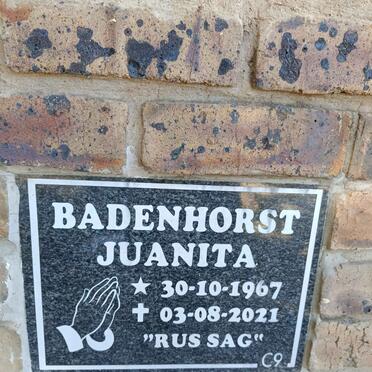 BADENHORST
JUANITA
★ 30-10-1967
✝ 03-08-2021
"RUS SAG"
C9.